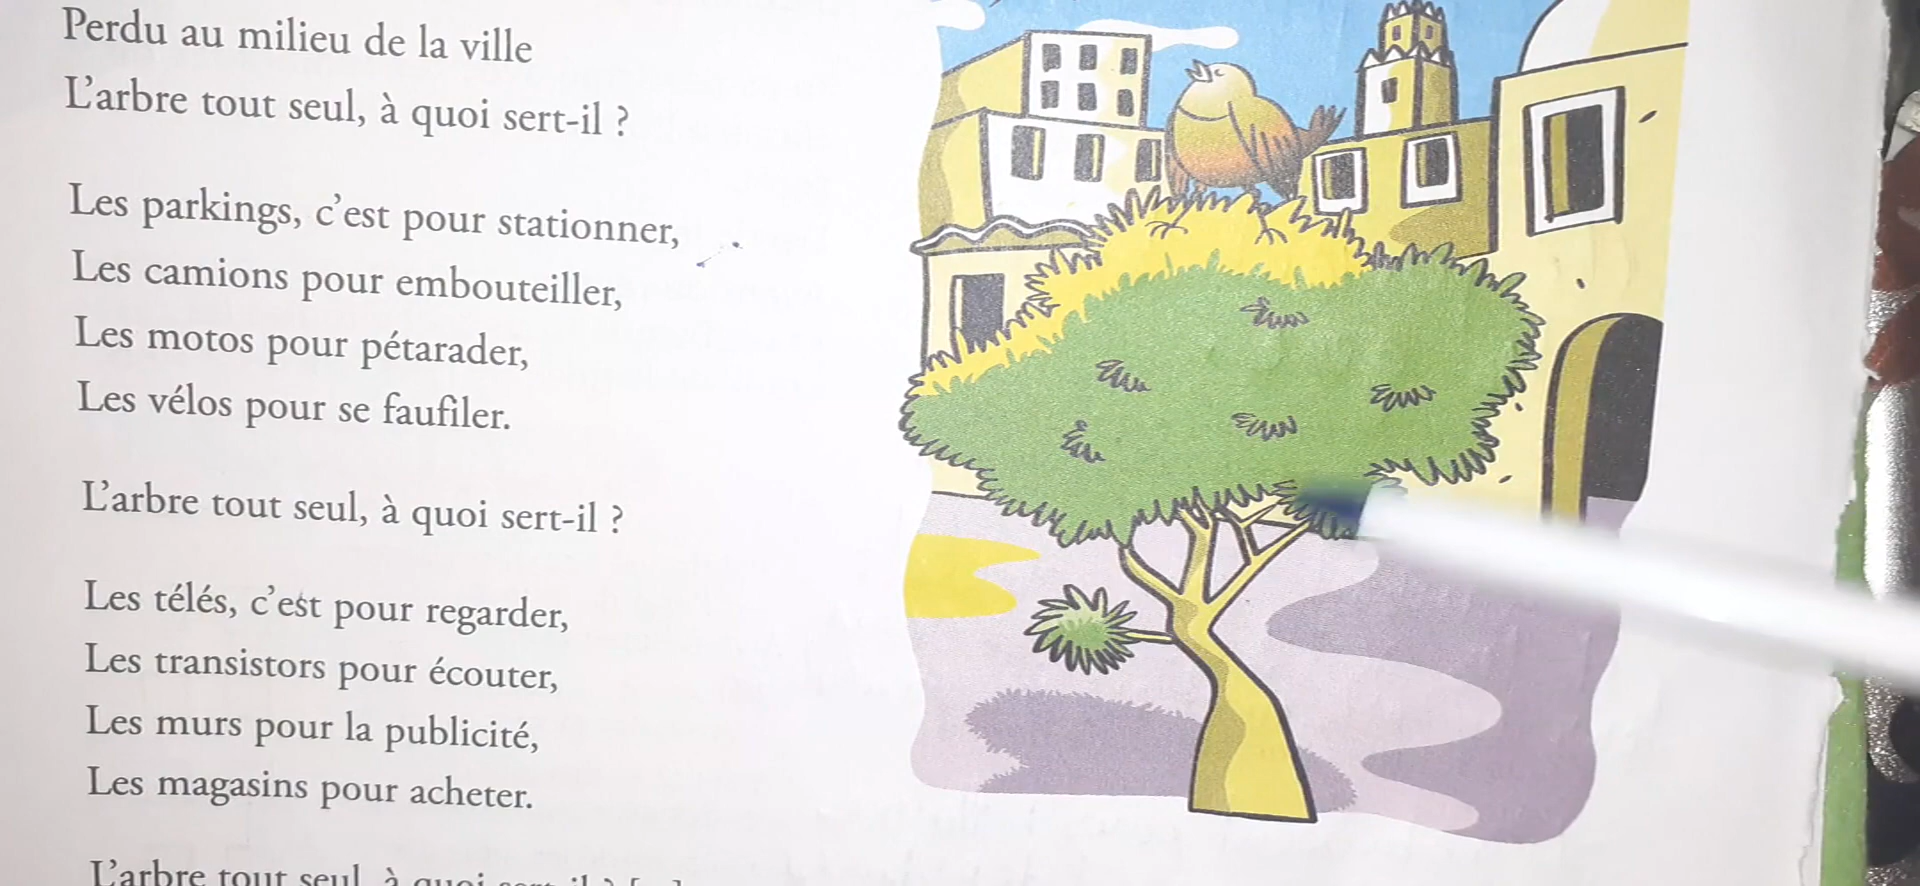 Perdu au milieu de la ville
L'arbre tout seul, à quoi sert-il ?
Les parkings, c'est pour stationner,
Les camions pour embouteiller,
Les motos pour pétarader,
Les vélos pour se faufiler.
L'arbre tout seul, à quoi sert-il ?
Les télés, c'est pour regarder,
Les transistors pour écouter,
Les murs pour la publicité,
Les magasins pour acheter.
L'arbre tout seul, à quoi sert-il ?